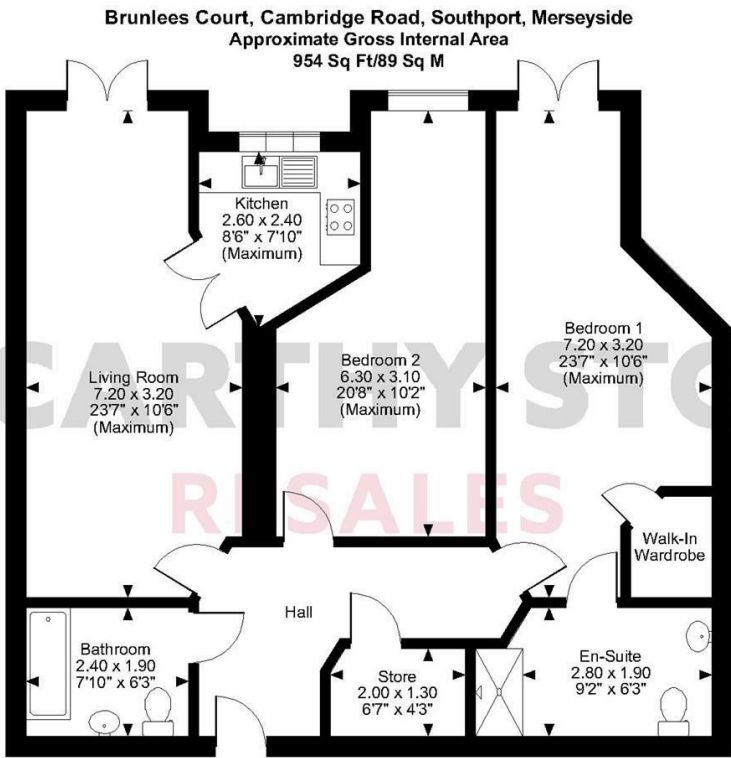 Brunlees Court, Cambridge Road, Southport, Merseyside
Approximate Gross Internal Area
954 Sq Ft/89 Sq M
Kitchen
2.60 x 2.40
8'6" x 7'10"
(Maximum)
Living Room
7.20 x 3.20
23'7" x 10'6"
(Maximum)
Bedroom 2
6.30 x 3.10
20'8" x 10'2"
(Maximum)
Bedroom 1
7.20 x 3.20
23'7" x 10'6"
(Maximum)
CARTHY STO
RESALES
Walk-In
Wardrobe
Hall
Bathroom
2.40 x 1.90
7'10" x 6'3"
Store
2.00 x 1.30
6'7" x 4'3"
En-Suite
2.80 x 1.90
9'2" x 6'3"